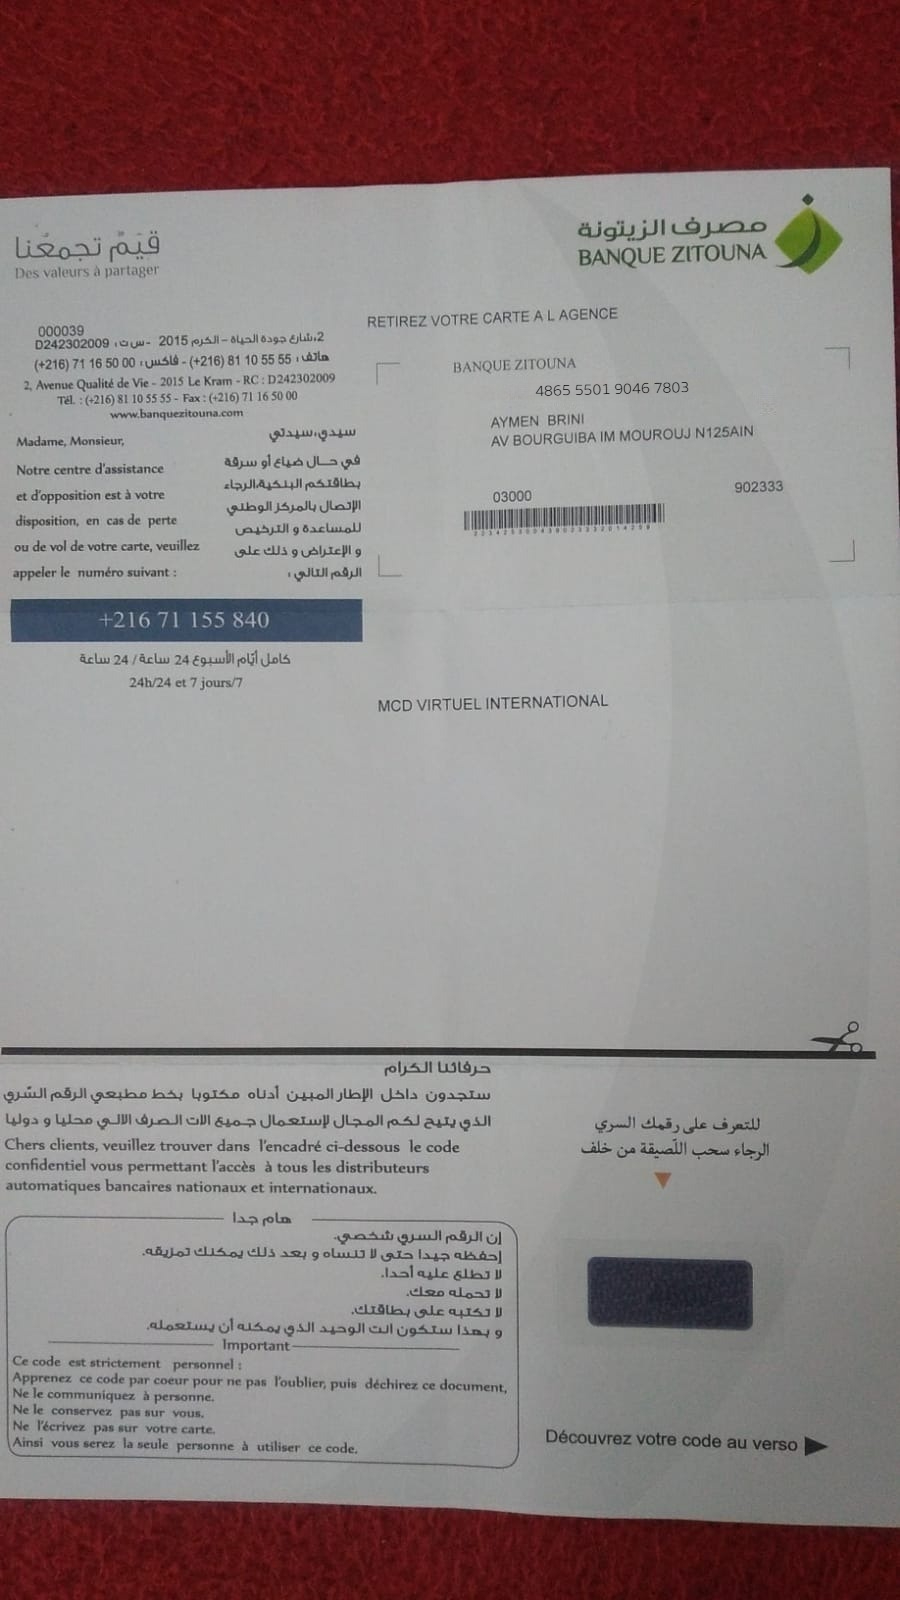 قيم تجمعنا
Des valeurs à partager
مصرف الزيتونة
BANQUE ZITOUNA
RETIREZ VOTRE CARTE A L AGENCE
000039
2، شارع جودة الحياة - الكرم 2015 - س ت : D242302009
هاتف : 55 55 10 81 (216+) - فاكس : 00 50 16 71 (216+)
2, Avenue Qualité de Vie - 2015 Le Kram - RC : D242302009
Tél. : (+216) 81 10 55 55 - Fax : (+216) 71 16 50 00
www.banquezitouna.com
BANQUE ZITOUNA
4865 5501 9046 7803
AYMEN BRINI
AV BOURGUIBA IM MOUROUJ N125AIN
03000
902333
سيدي، سيدتي
في حال ضياع أو سرقة
بطاقتكم البنكية، الرجاء
الإتصال بالمركز الوطني
للمساعدة و الترخيص
و الإعتراض و ذلك على
الرقم التالي :
Madame, Monsieur,
Notre centre d'assistance
et d'opposition est à votre
disposition, en cas de perte
ou de vol de votre carte, veuillez
appeler le numéro suivant :
+216 71 155 840
كامل أيام الأسبوع 24 ساعة / 24 ساعة
24h/24 et 7 jours/7
MCD VIRTUEL INTERNATIONAL
حرفائنا الكرام
ستجدون داخل الإطار المبين أدناه مكتوبا بخط مطبعي الرقم السّري
الذي يتيح لكم المجال لإستعمال جميع الات الصرف الالي محليا و دوليا
Chers clients, veuillez trouver dans l'encadré ci-dessous le code
confidentiel vous permettant l'accès à tous les distributeurs
automatiques bancaires nationaux et internationaux.
للتعرف على رقمك السري
الرجاء سحب اللّصيقة من خلف
هام جدا
إن الرقم السري شخصي.
إحفظه جيدا حتى لا تنساه و بعد ذلك يمكنك تمزيقه.
لا تطلع عليه أحدا.
لا تحمله معك.
لا تكتبه على بطاقتك.
و بهذا ستكون انت الوحيد الذي يمكنه أن يستعمله.
Important
Ce code est strictement personnel :
Apprenez ce code par coeur pour ne pas l'oublier, puis déchirez ce document,
Ne le communiquez à personne.
Ne le conservez pas sur vous.
Ne l'écrivez pas sur votre carte.
Ainsi vous serez la seule personne à utiliser ce code.
Découvrez votre code au verso